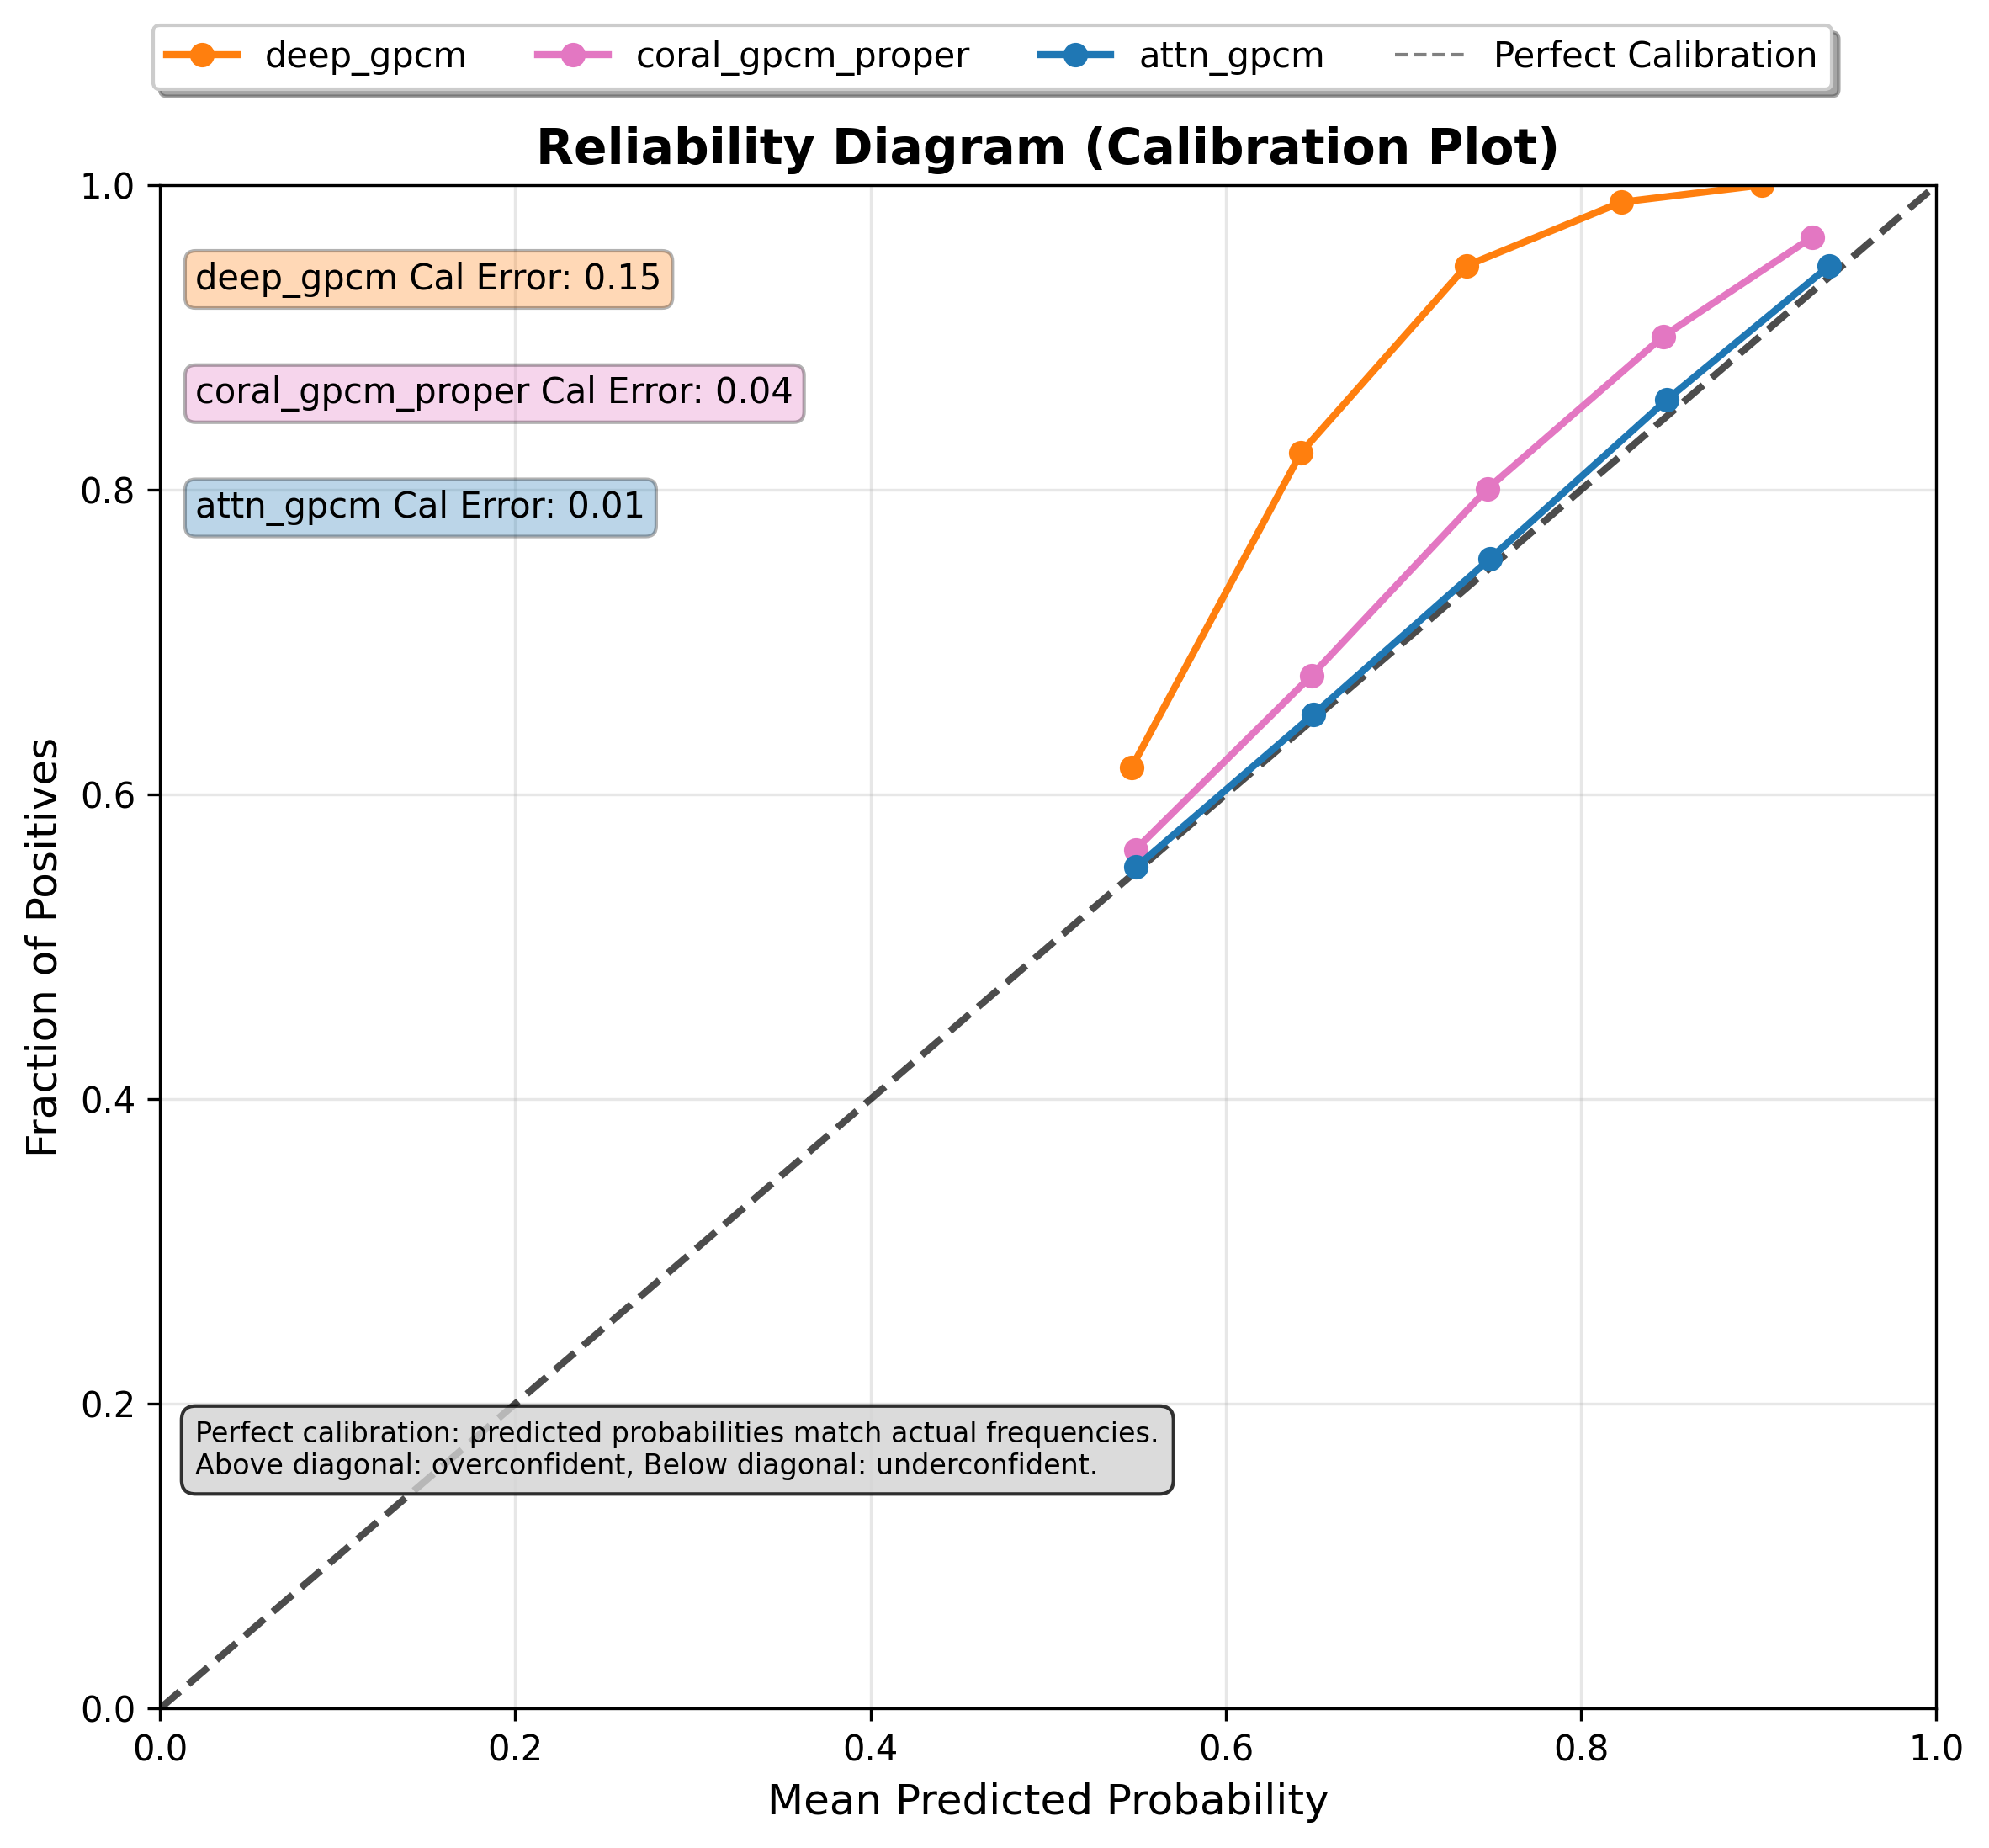 deep_gpcm coral_gpcm_proper attn_gpcm Perfect Calibration
Reliability Diagram (Calibration Plot)
1.0
deep_gpcm Cal Error: 0.15
coral_gpcm_proper Cal Error: 0.04
attn_gpcm Cal Error: 0.01
0.8
0.6
Fraction of Positives
0.4
0.2
Perfect calibration: predicted probabilities match actual frequencies.
Above diagonal: overconfident, Below diagonal: underconfident.
0.0
0.0 0.2 0.4 0.6 0.8 1.0
Mean Predicted Probability